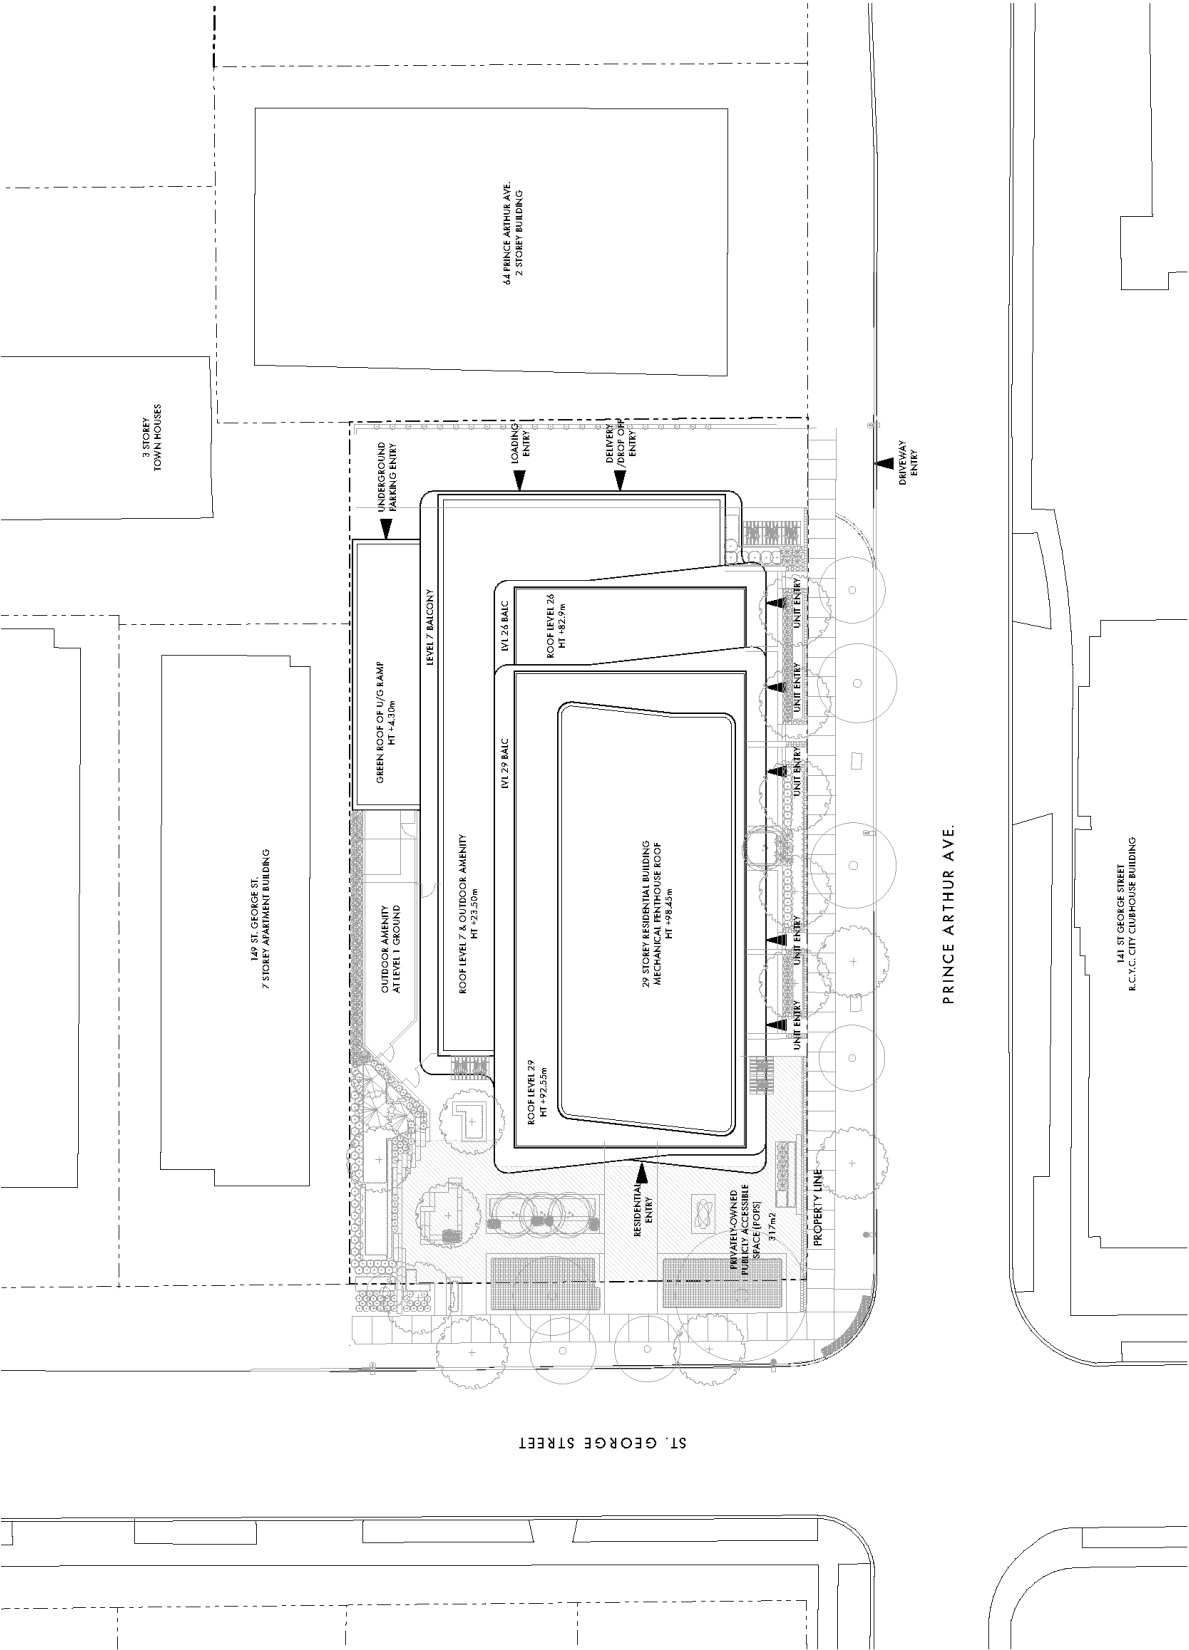 64 PRINCE ARTHUR AVE.
2 STOREY BUILDING
3 STOREY
TOWN HOUSES
UNDERGROUND
PARKING ENTRY
LOADING
ENTRY
DELIVERY
/DROP OFF
ENTRY
DRIVEWAY
ENTRY
LEVEL 7 BALCONY
LVL 26 BALC
ROOF LEVEL 26
HT +82.9m
UNIT ENTRY
UNIT ENTRY
UNIT ENTRY
UNIT ENTRY
UNIT ENTRY
GREEN ROOF OF U/G RAMP
HT +4.30m
LVL 29 BALC
149 ST. GEORGE ST.
7 STOREY APARTMENT BUILDING
OUTDOOR AMENITY
AT LEVEL 1 GROUND
ROOF LEVEL 7 & OUTDOOR AMENITY
HT +23.50m
29 STOREY RESIDENTIAL BUILDING
MECHANICAL PENTHOUSE ROOF
HT +98.45m
PRINCE ARTHUR AVE.
141 ST GEORGE STREET
R.C.Y.C. CITY CLUBHOUSE BUILDING
ROOF LEVEL 29
HT +92.55m
RESIDENTIAL
ENTRY
PRIVATELY-OWNED
PUBLICLY ACCESSIBLE
SPACE (POPS)
317m2
PROPERTY LINE
ST. GEORGE STREET